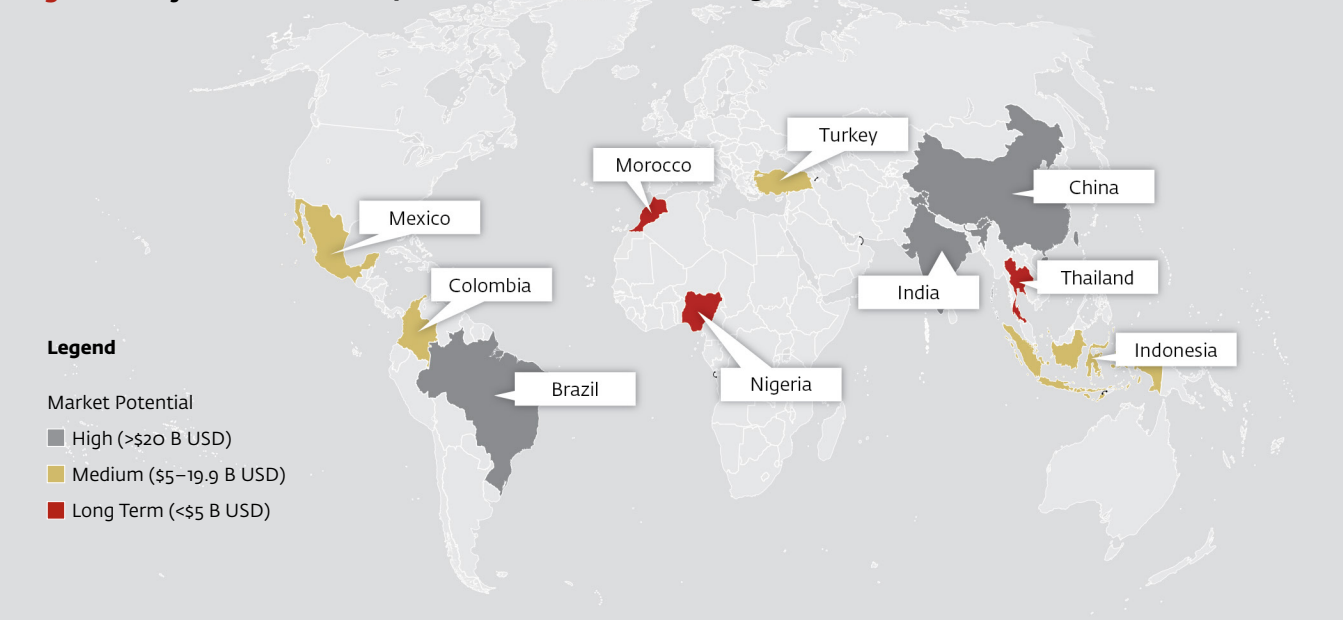 Turkey
Morocco
China
Mexico
Thailand
Colombia
India
Indonesia
Nigeria
Brazil
Legend
Market Potential
High (>$20 B USD)
Medium ($5–19.9 B USD)
Long Term (<$5 B USD)